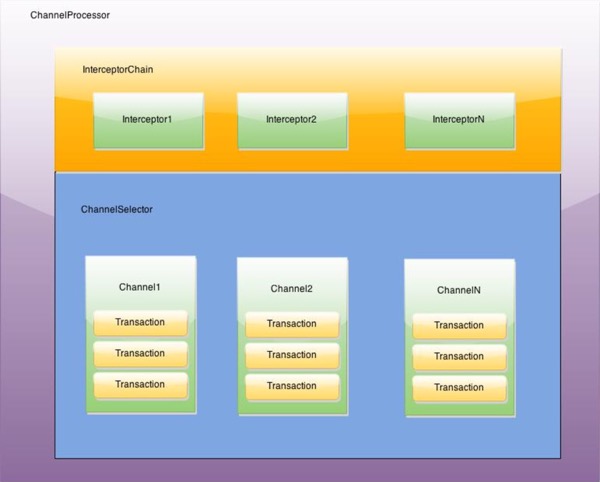 ChannelProcessor
InterceptorChain
Interceptor1
Interceptor2
InterceptorN
ChannelSelector
Channel1
Transaction
Transaction
Transaction
Channel2
Transaction
Transaction
Transaction
ChannelN
Transaction
Transaction
Transaction